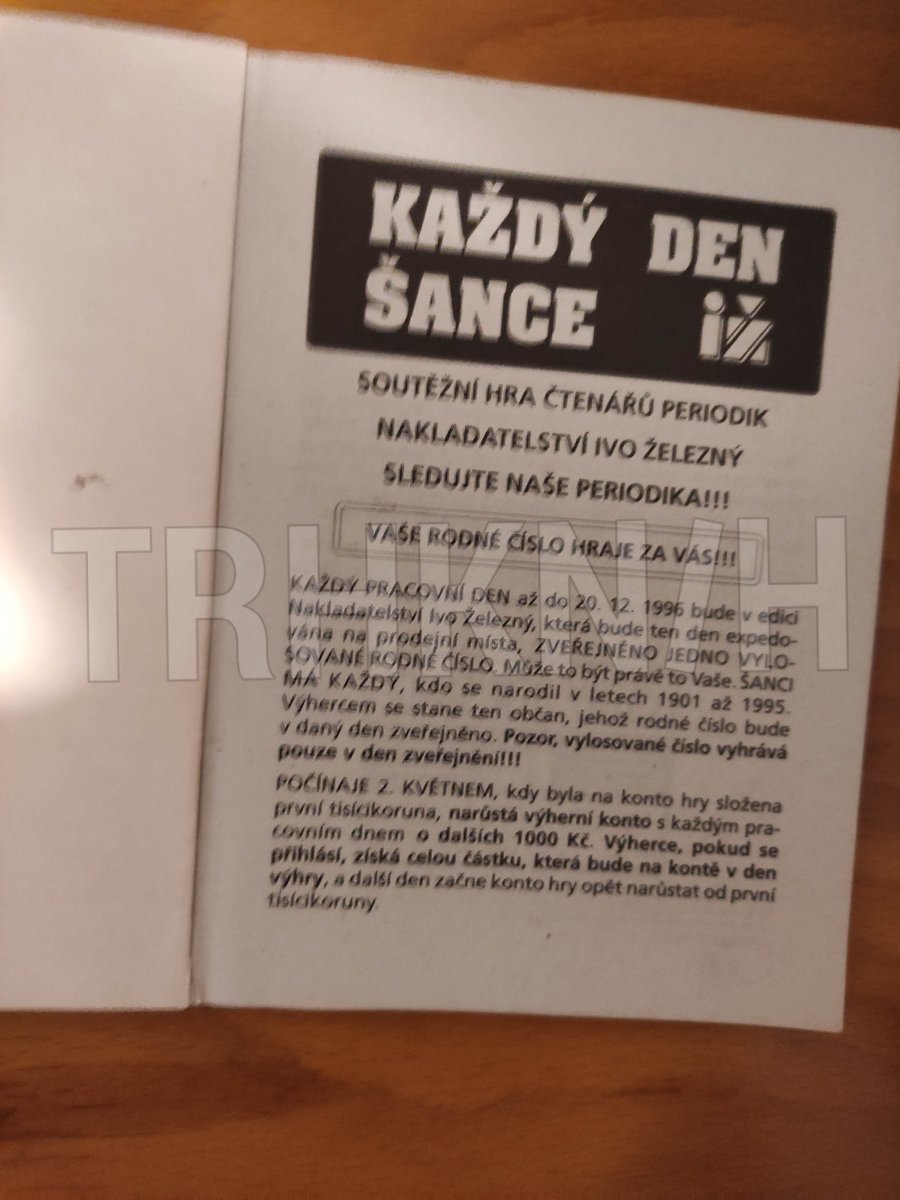 KAŽDÝ DEN
ŠANCE iž
SOUTĚŽNÍ HRA ČTENÁŘŮ PERIODIK
NAKLADATELSTVÍ IVO ŽELEZNÝ
SLEDUJTE NAŠE PERIODIKA!!!
VAŠE RODNÉ ČÍSLO HRAJE ZA VÁS!!!
KAŽDÝ PRACOVNÍ DEN až do 20. 12. 1996 bude v edici
Nakladatelství Ivo Železný, která bude ten den expedo-
vána na prodejní místa, ZVEŘEJNĚNO JEDNO VYLO-
SOVANÉ RODNÉ ČÍSLO. Může to být právě to Vaše. ŠANCI
MÁ KAŽDÝ, kdo se narodil v letech 1901 až 1995.
Výhercem se stane ten občan, jehož rodné číslo bude
v daný den zveřejněno. Pozor, vylosované číslo vyhrává
pouze v den zveřejnění!!!
POČÍNAJE 2. KVĚTNEM, kdy byla na konto hry složena
první tisícikoruna, narůstá výherní konto s každým pra-
covním dnem o dalších 1000 Kč. Výherce, pokud se
přihlásí, získá celou částku, která bude na kontě v den
výhry, a další den začne konto hry opět narůstat od první
tisícikoruny.